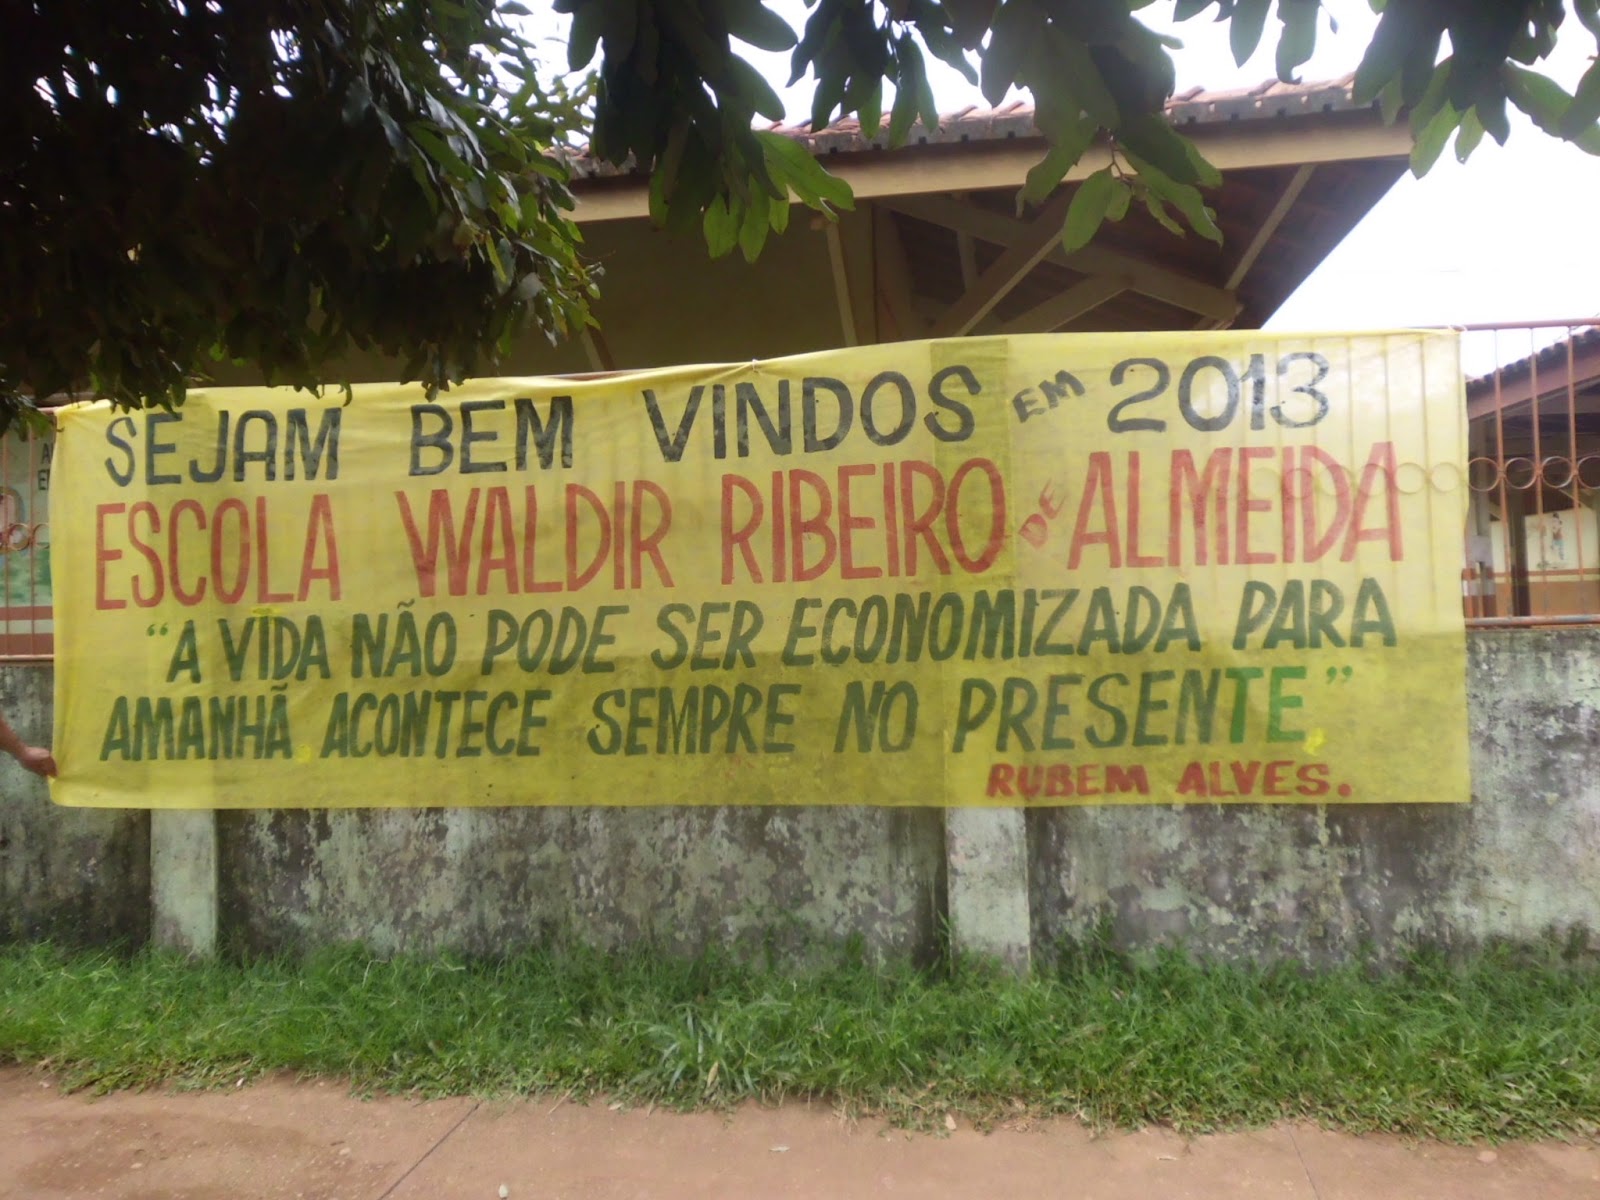 SEJAM BEM VINDOS EM 2013
ESCOLA WALDIR RIBEIRO DE ALMEIDA
"A VIDA NÃO PODE SER ECONOMIZADA PARA
AMANHÃ ACONTECE SEMPRE NO PRESENTE"
RUBEM ALVES.